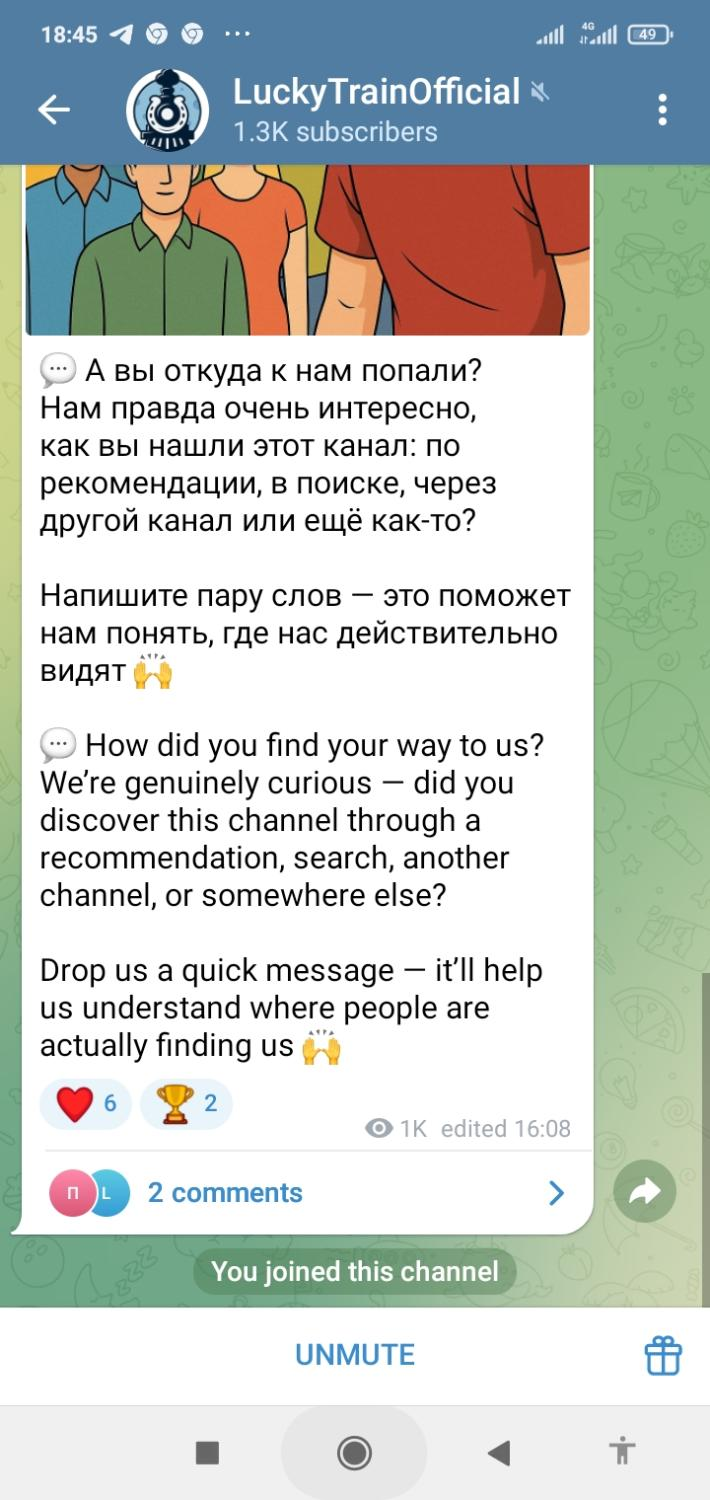 18:45
4G
49
LuckyTrainOfficial
1.3K subscribers
💬 А вы откуда к нам попали?
Нам правда очень интересно,
как вы нашли этот канал: по
рекомендации, в поиске, через
другой канал или ещё как-то?
Напишите пару слов — это поможет
нам понять, где нас действительно
видят 🙌
💬 How did you find your way to us?
We’re genuinely curious — did you
discover this channel through a
recommendation, search, another
channel, or somewhere else?
Drop us a quick message — it’ll help
us understand where people are
actually finding us 🙌
❤️ 6 🏆 2
1K edited 16:08
П L 2 comments
You joined this channel
UNMUTE